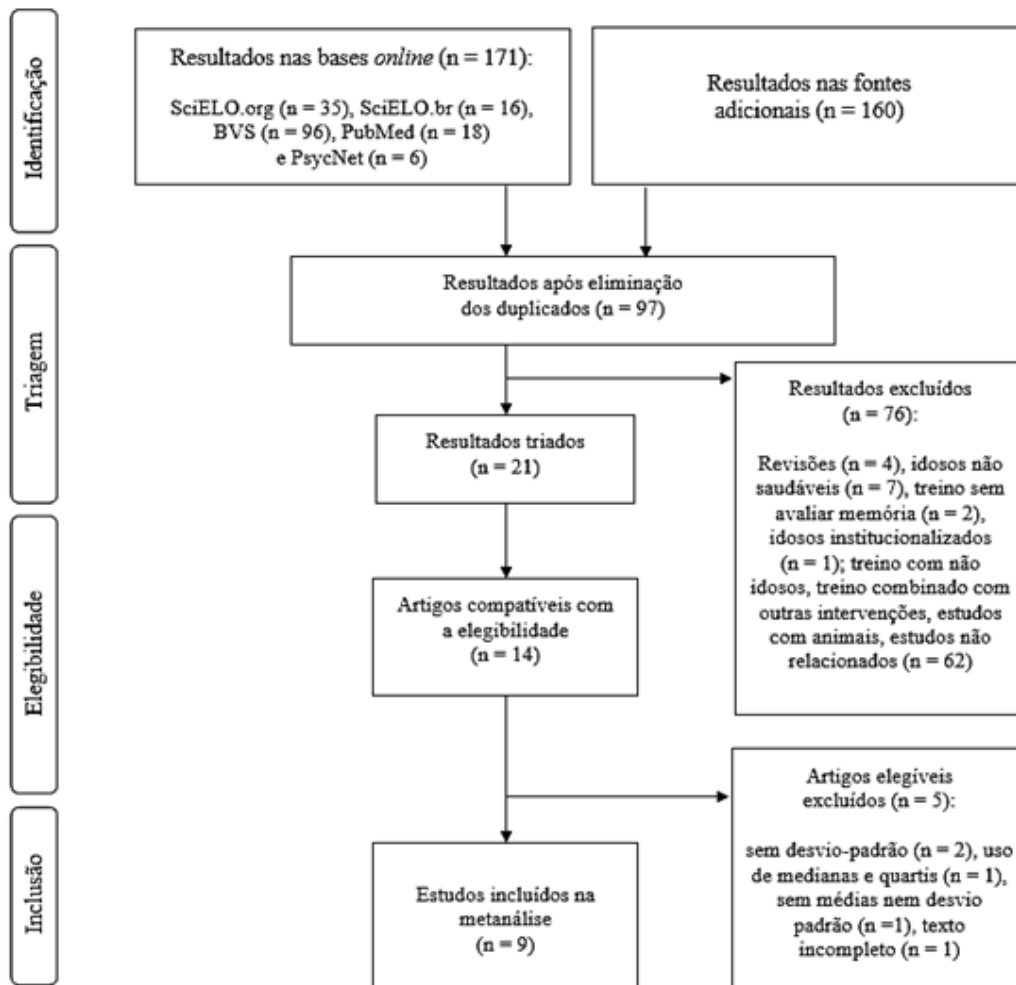 Identificação
Resultados nas bases online (n = 171):
SciELO.org (n = 35), SciELO.br (n = 16),
BVS (n = 96), PubMed (n = 18)
e PsycNet (n = 6)
Resultados nas fontes
adicionais (n = 160)
Triagem
Resultados após eliminação
dos duplicados (n = 97)
Resultados triados
(n = 21)
Resultados excluídos
(n = 76):
Revisões (n = 4), idosos não
saudáveis (n = 7), treino sem
avaliar memória (n = 2),
idosos institucionalizados
(n = 1); treino com não
idosos, treino combinado com
outras intervenções, estudos
com animais, estudos não
relacionados (n = 62)
Elegibilidade
Artigos compatíveis com
a elegibilidade
(n = 14)
Artigos elegíveis
excluídos (n = 5):
sem desvio-padrão (n = 2), uso
de medianas e quartis (n = 1),
sem médias nem desvio
padrão (n =1), texto
incompleto (n = 1)
Inclusão
Estudos incluídos na
metanálise
(n = 9)